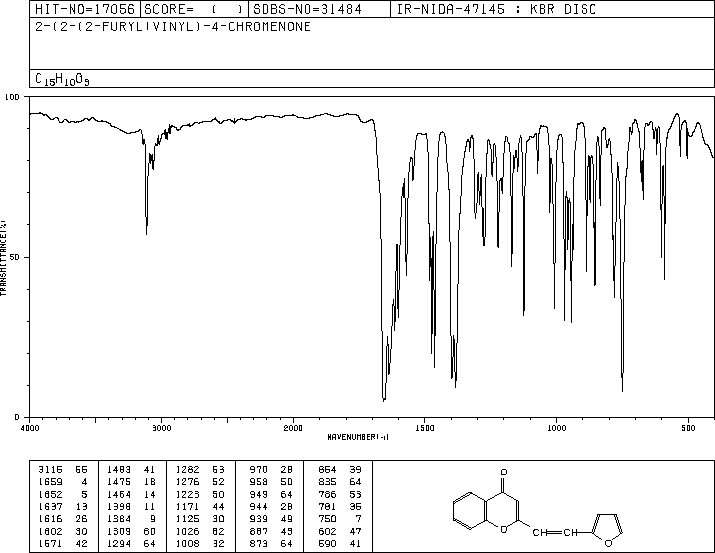 HIT-NO=17056 SCORE= ( ) SDBS-NO=31484 IR-NIDA-47145 : KBR DISC
2-(2-(2-FURYL)VINYL)-4-CHROMENONE
C15H10O3
100
50
0
TRANSMITTANCE(%)
4000 3000 2000 1500 1000 500
WAVENUMBER(-1)
3115 55 1483 41 1282 53 970 28 854 39
1659 4 1475 18 1276 52 958 50 835 64
1652 5 1464 14 1223 50 949 64 786 53
1637 13 1398 11 1171 44 944 28 781 36
1616 26 1384 9 1125 30 939 49 750 7
1602 30 1309 60 1026 62 887 43 602 47
1571 42 1294 64 1008 32 873 64 590 41
O
O CH=CH O